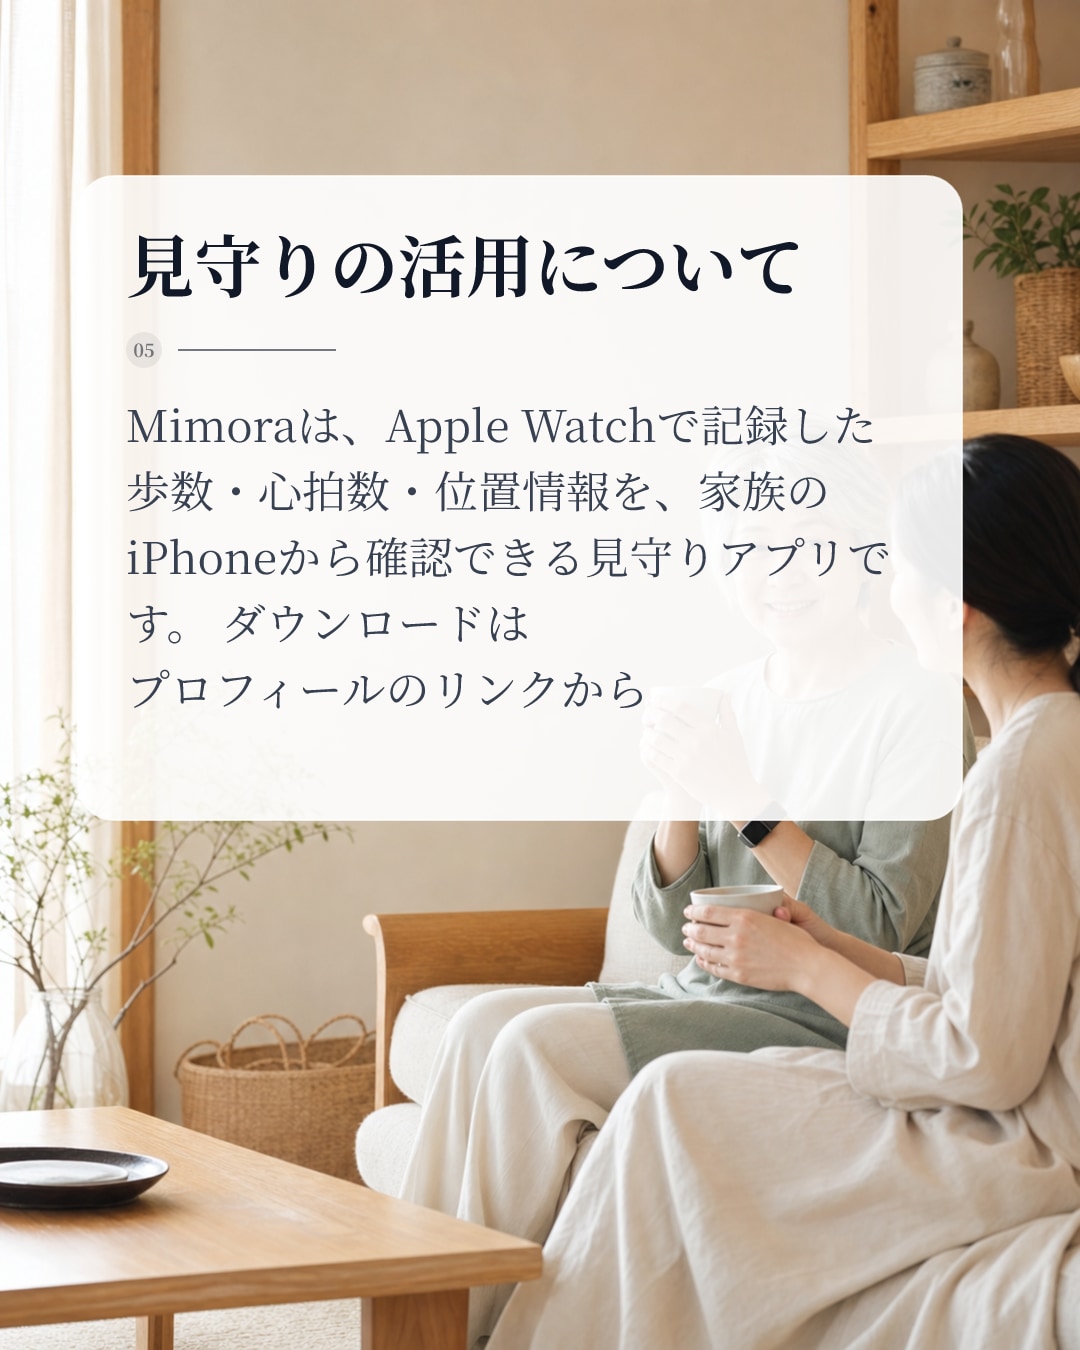 見守りの活用について
05
Mimoraは、Apple Watchで記録した
歩数・心拍数・位置情報を、家族の
iPhoneから確認できる見守りアプリで
す。 ダウンロードは
プロフィールのリンクから